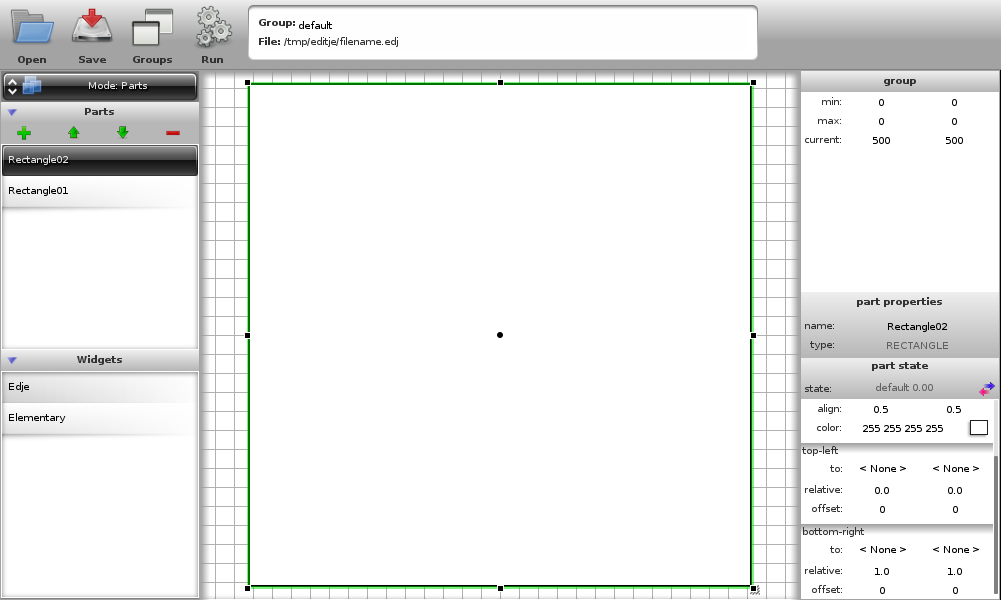 Open Save Groups Run
Group: default
File: /tmp/editje/filename.edj
Mode: Parts
Parts
Rectangle02
Rectangle01
Widgets
Edje
Elementary
group
min: 0 0
max: 0 0
current: 500 500
part properties
name: Rectangle02
type: RECTANGLE
part state
state: default 0.00
align: 0.5 0.5
color: 255 255 255 255
top-left
to: < None > < None >
relative: 0.0 0.0
offset: 0 0
bottom-right
to: < None > < None >
relative: 1.0 1.0
offset: 0 0